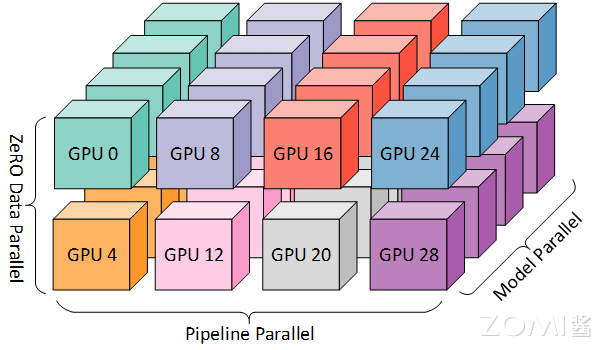 GPU 0
GPU 8
GPU 16
GPU 24
GPU 4
GPU 12
GPU 20
GPU 28
ZeRO Data Parallel
Model Parallel
Pipeline Parallel
ZOMI酱